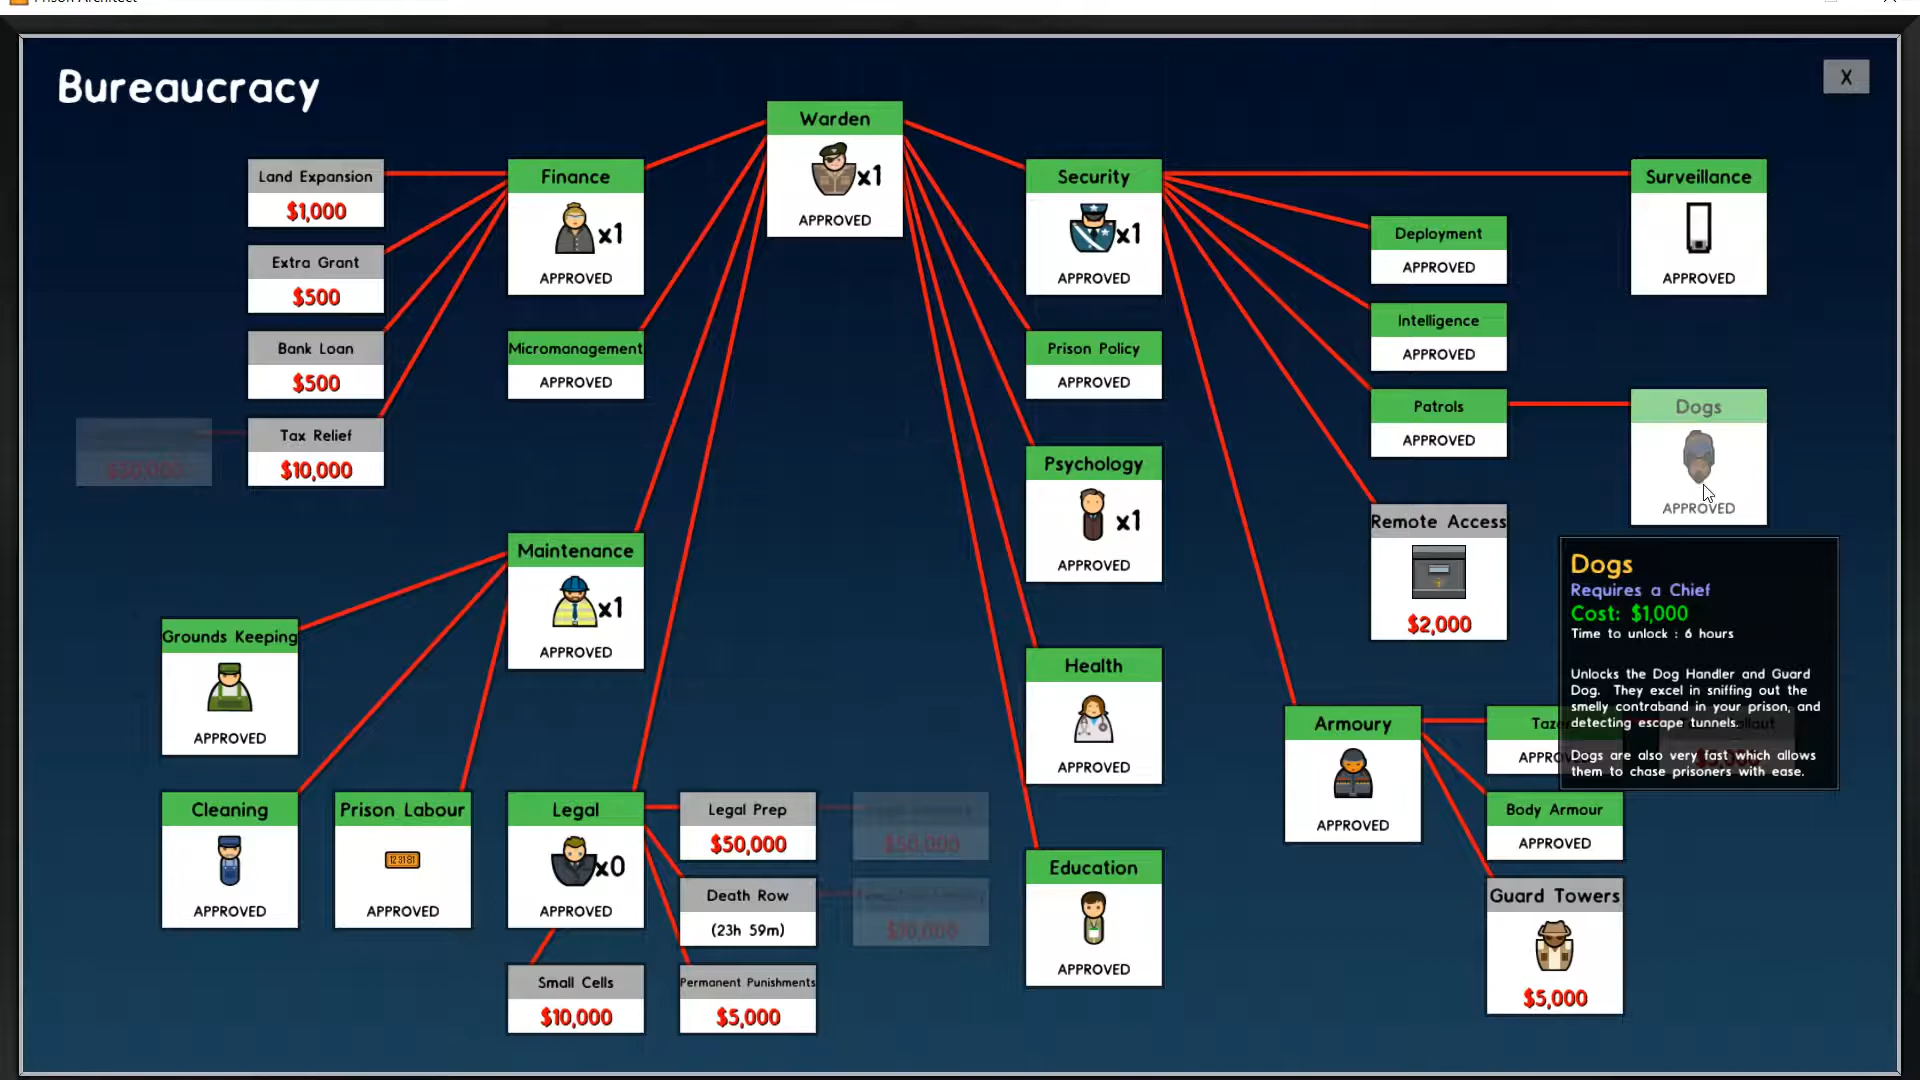 Prison Architect
Bureaucracy
X
Warden
x1
APPROVED
Land Expansion
$1,000
Finance
x1
APPROVED
Security
x1
APPROVED
Surveillance
APPROVED
Deployment
APPROVED
Extra Grant
$500
Intelligence
APPROVED
Bank Loan
$500
Micromanagement
APPROVED
Prison Policy
APPROVED
Patrols
APPROVED
Dogs
APPROVED
Tax Relief
$10,000
Psychology
x1
APPROVED
Remote Access
$2,000
Maintenance
x1
APPROVED
Dogs
Requires a Chief
Cost: $1,000
Time to unlock : 6 hours
Unlocks the Dog Handler and Guard
Dog. They excel in sniffing out the
smelly contraband in your prison, and
detecting escape tunnels.
Dogs are also very fast which allows
them to chase prisoners with ease.
Grounds Keeping
APPROVED
Health
APPROVED
Armoury
APPROVED
Body Armour
APPROVED
Cleaning
APPROVED
Prison Labour
12 31 81
APPROVED
Legal
x0
APPROVED
Legal Prep
$50,000
Death Row
(23h 59m)
Education
APPROVED
Guard Towers
$5,000
Small Cells
$10,000
Permanent Punishments
$5,000